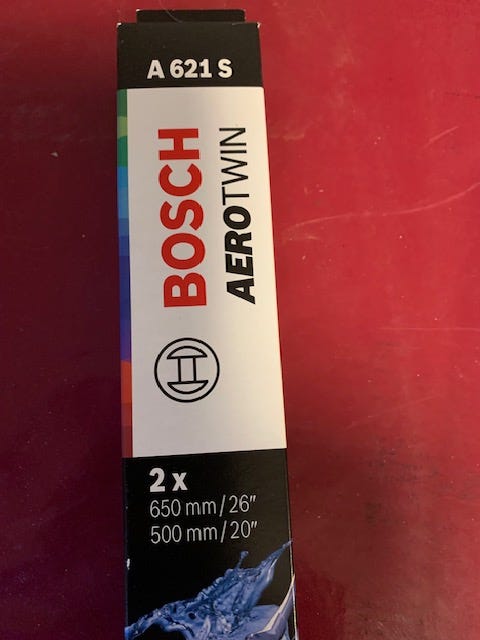 A 621 S
BOSCH
AEROTWIN
2 x
650 mm / 26″
500 mm / 20″